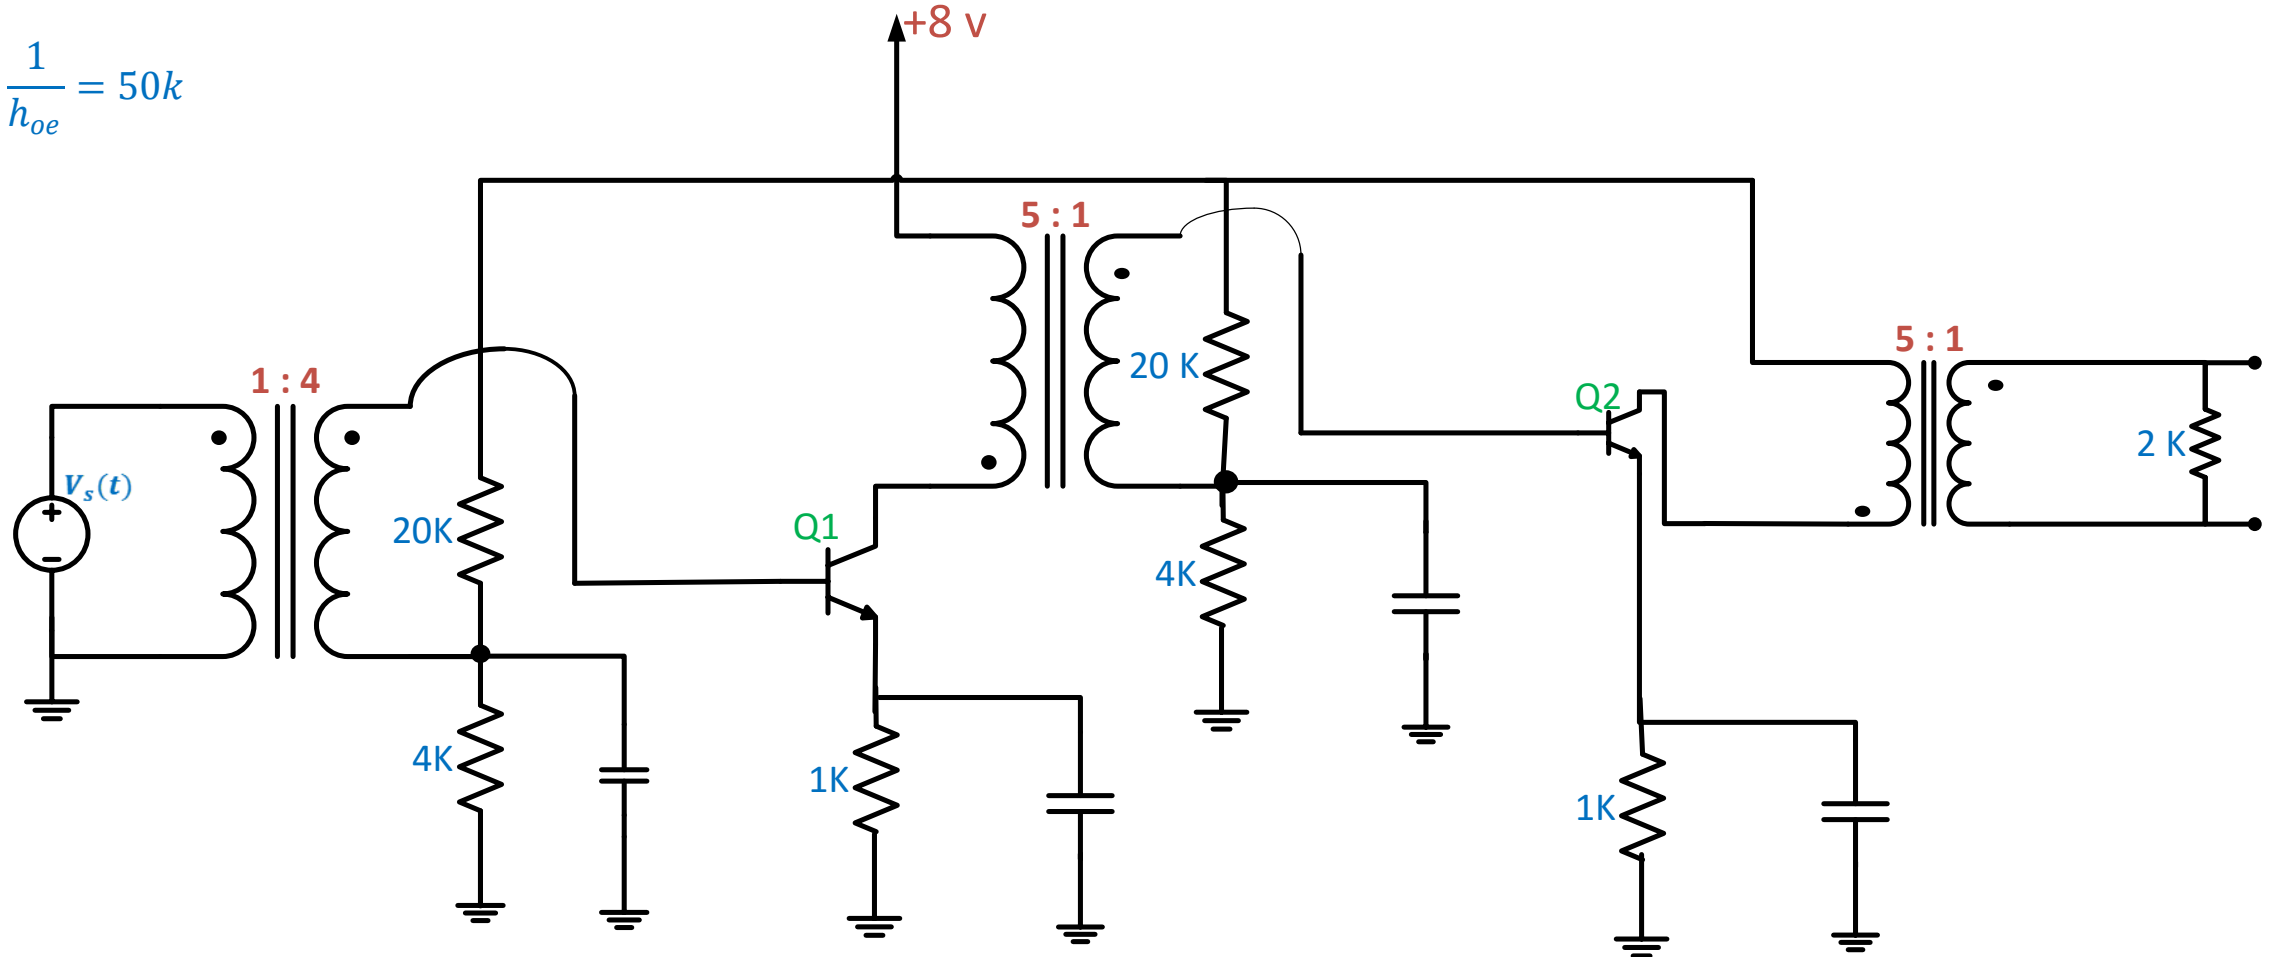 +8 v
1/h_oe = 50k
5 : 1
5 : 1
1 : 4
20 K
Q2
2 K
V_s(t)
Q1
20K
4K
4K
1K
1K